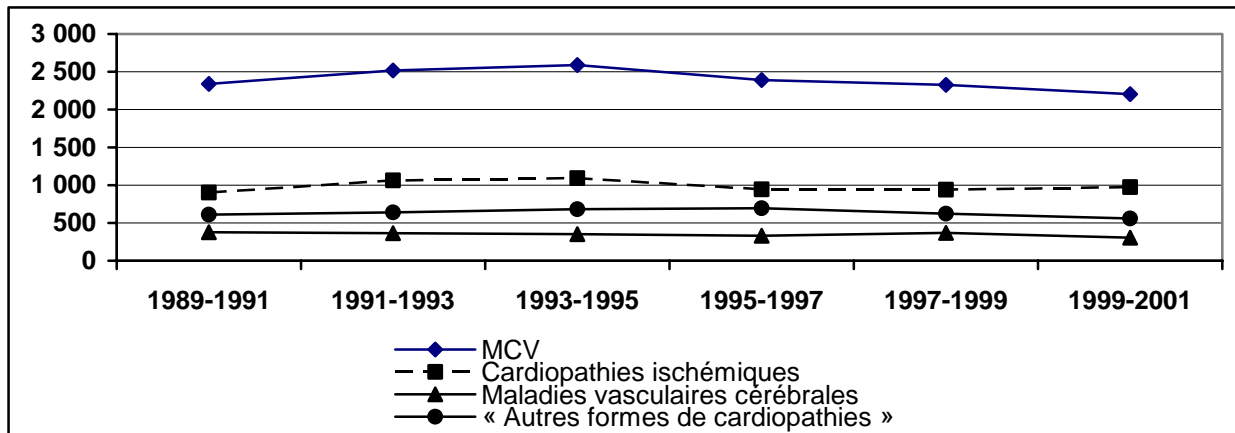 3 000
2 500
2 000
1 500
1 000
500
0
1989-1991 1991-1993 1993-1995 1995-1997 1997-1999 1999-2001
MCV
Cardiopathies ischémiques
Maladies vasculaires cérébrales
« Autres formes de cardiopathies »